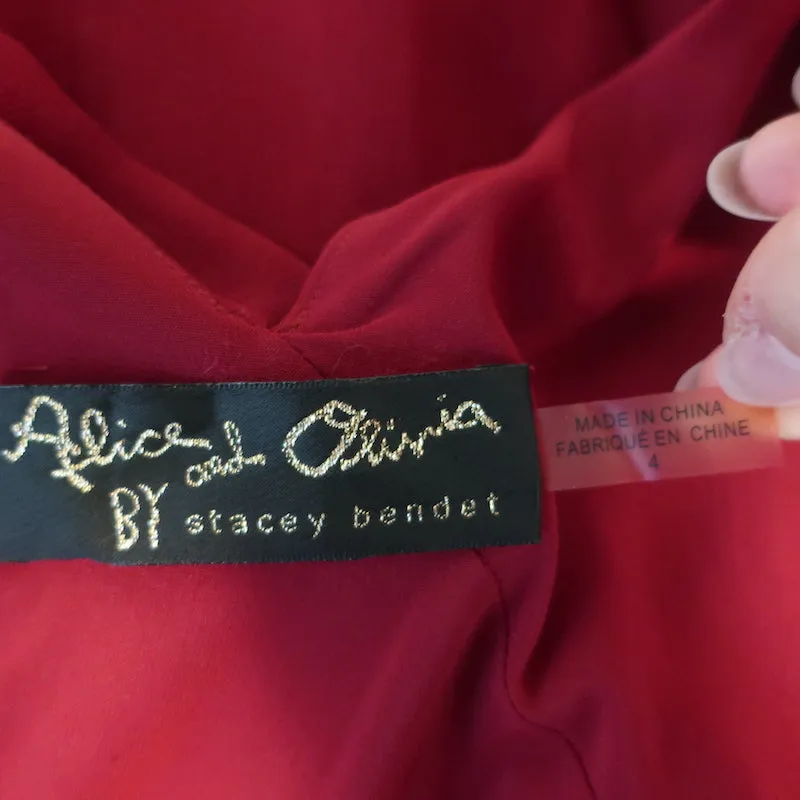 Alice and Olivia
BY stacey bendet
MADE IN CHINA
FABRIQUÉ EN CHINE
4